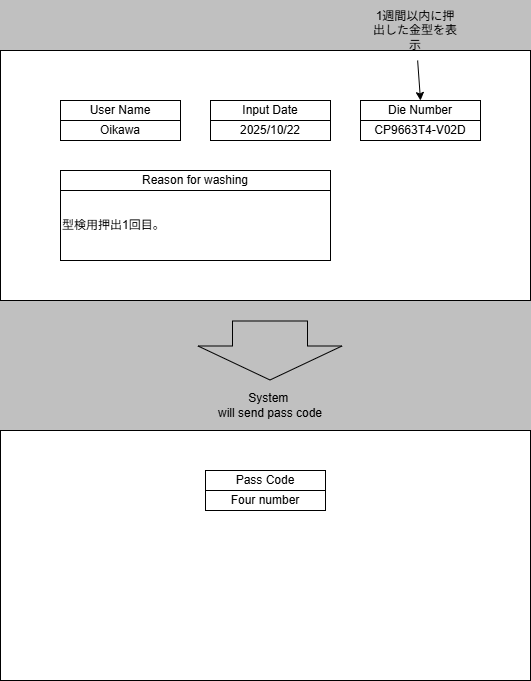 1週間以内に押
出した金型を表
示
User Name
Input Date
Die Number
Oikawa
2025/10/22
CP9663T4-V02D
Reason for washing
型検用押出1回目。
System
will send pass code
Pass Code
Four number